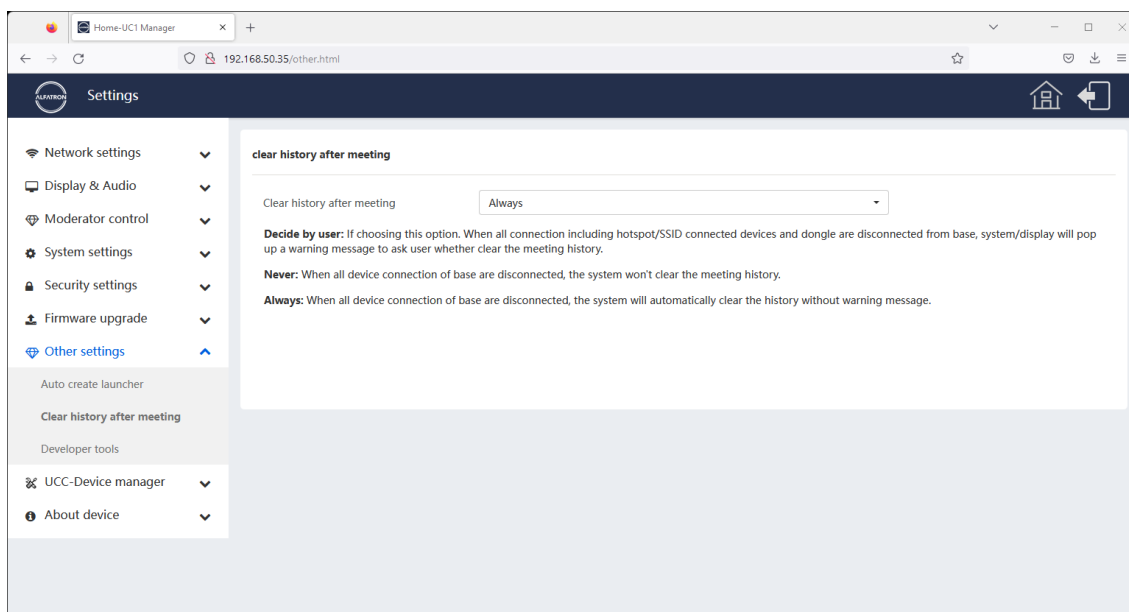 Home-UC1 Manager
192.168.50.35/other.html
ALFATRON
Settings
Network settings
Display & Audio
Moderator control
System settings
Security settings
Firmware upgrade
Other settings
Auto create launcher
Clear history after meeting
Developer tools
UCC-Device manager
About device
clear history after meeting
Clear history after meeting
Always
Decide by user: If choosing this option. When all connection including hotspot/SSID connected devices and dongle are disconnected from base, system/display will pop
up a warning message to ask user whether clear the meeting history.
Never: When all device connection of base are disconnected, the system won't clear the meeting history.
Always: When all device connection of base are disconnected, the system will automatically clear the history without warning message.